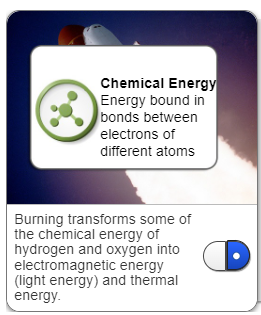 Chemical Energy
Energy bound in
bonds between
electrons of
different atoms
Burning transforms some of
the chemical energy of
hydrogen and oxygen into
electromagnetic energy
(light energy) and thermal
energy.